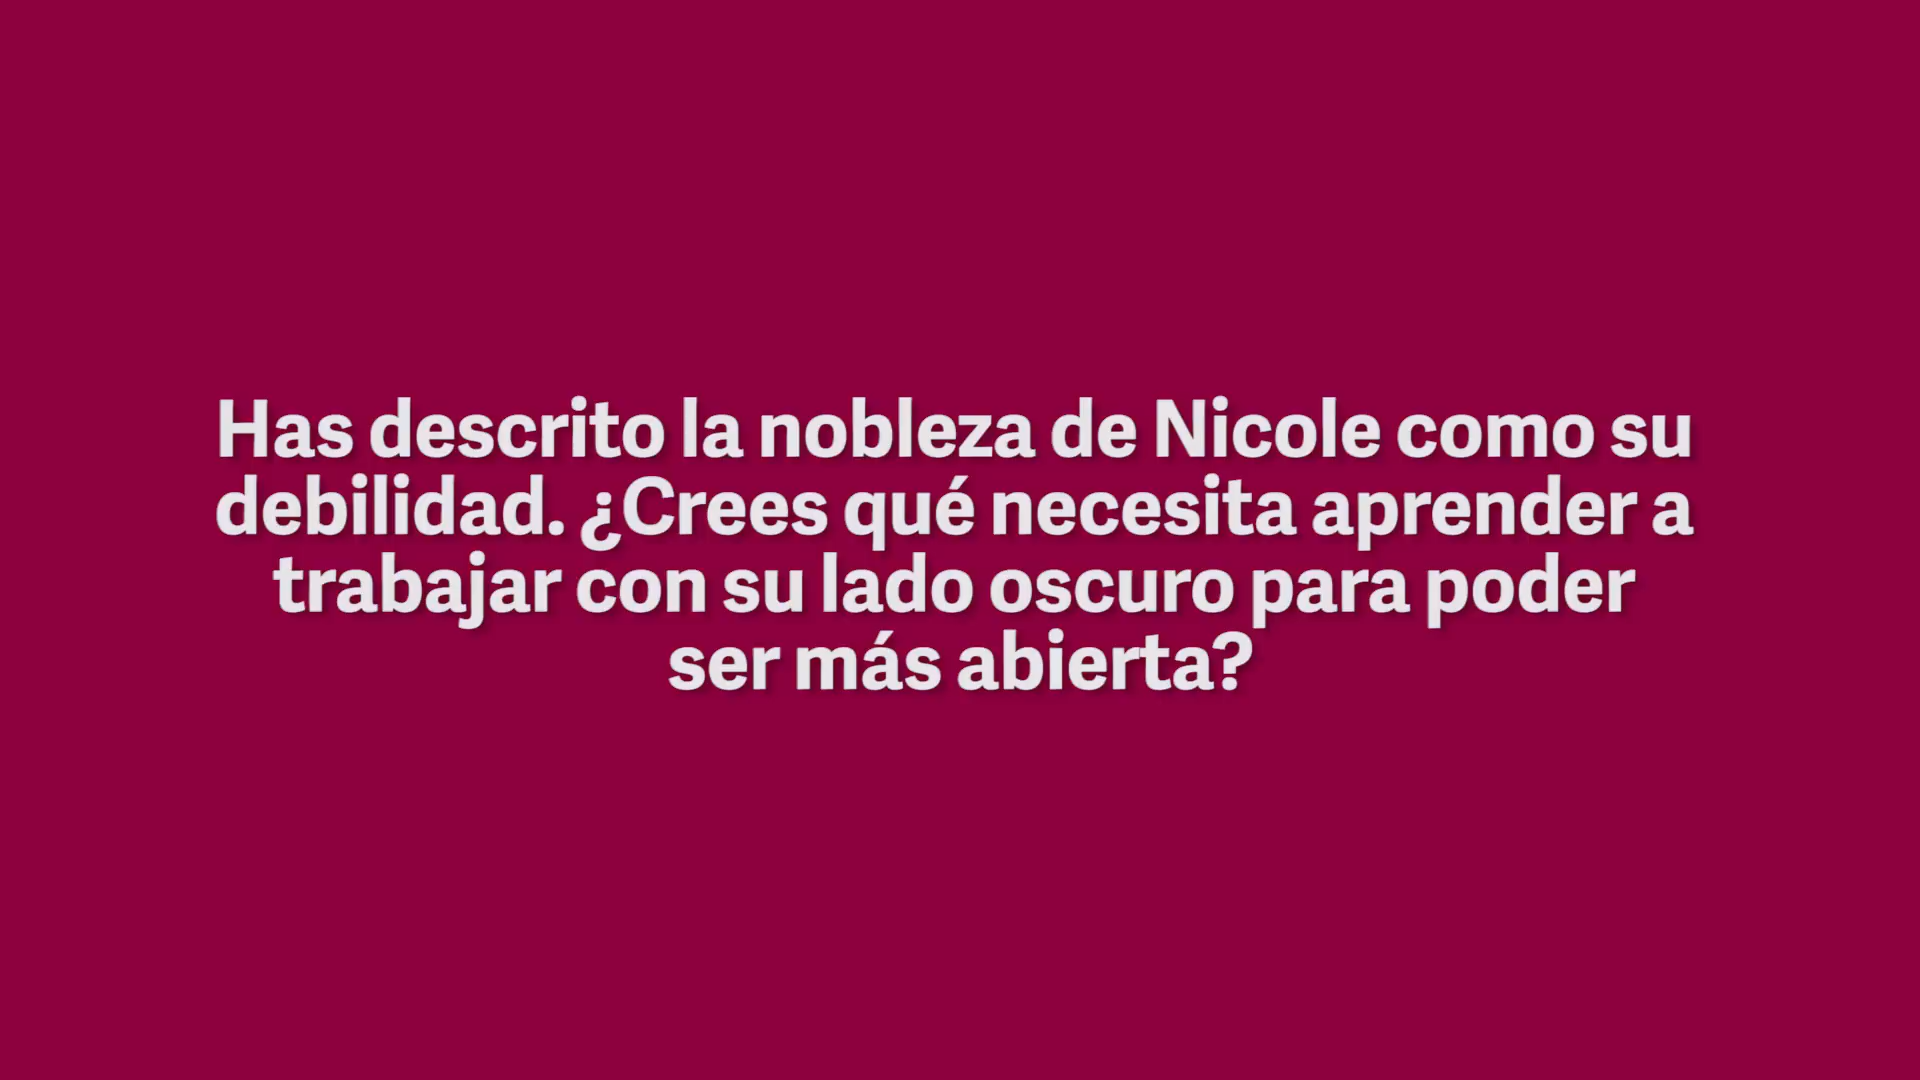 Has descrito la nobleza de Nicole como su
debilidad. ¿Crees qué necesita aprender a
trabajar con su lado oscuro para poder
ser más abierta?